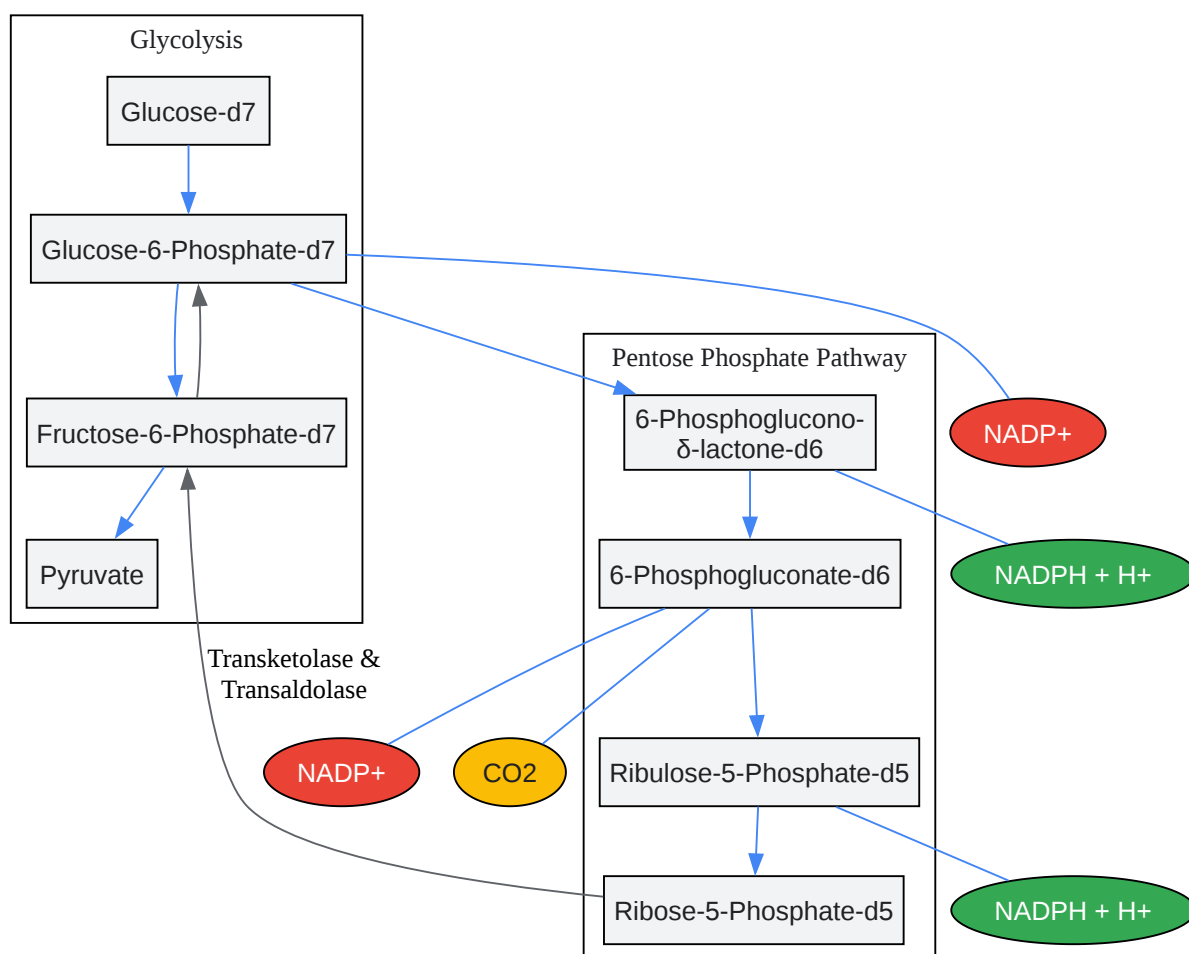 Glycolysis
Glucose-d7
Glucose-6-Phosphate-d7
Fructose-6-Phosphate-d7
Pyruvate
Transketolase &
Transaldolase
Pentose Phosphate Pathway
6-Phosphoglucono-
δ-lactone-d6
NADP+
6-Phosphogluconate-d6
NADPH + H+
NADP+
CO2
Ribulose-5-Phosphate-d5
Ribose-5-Phosphate-d5
NADPH + H+